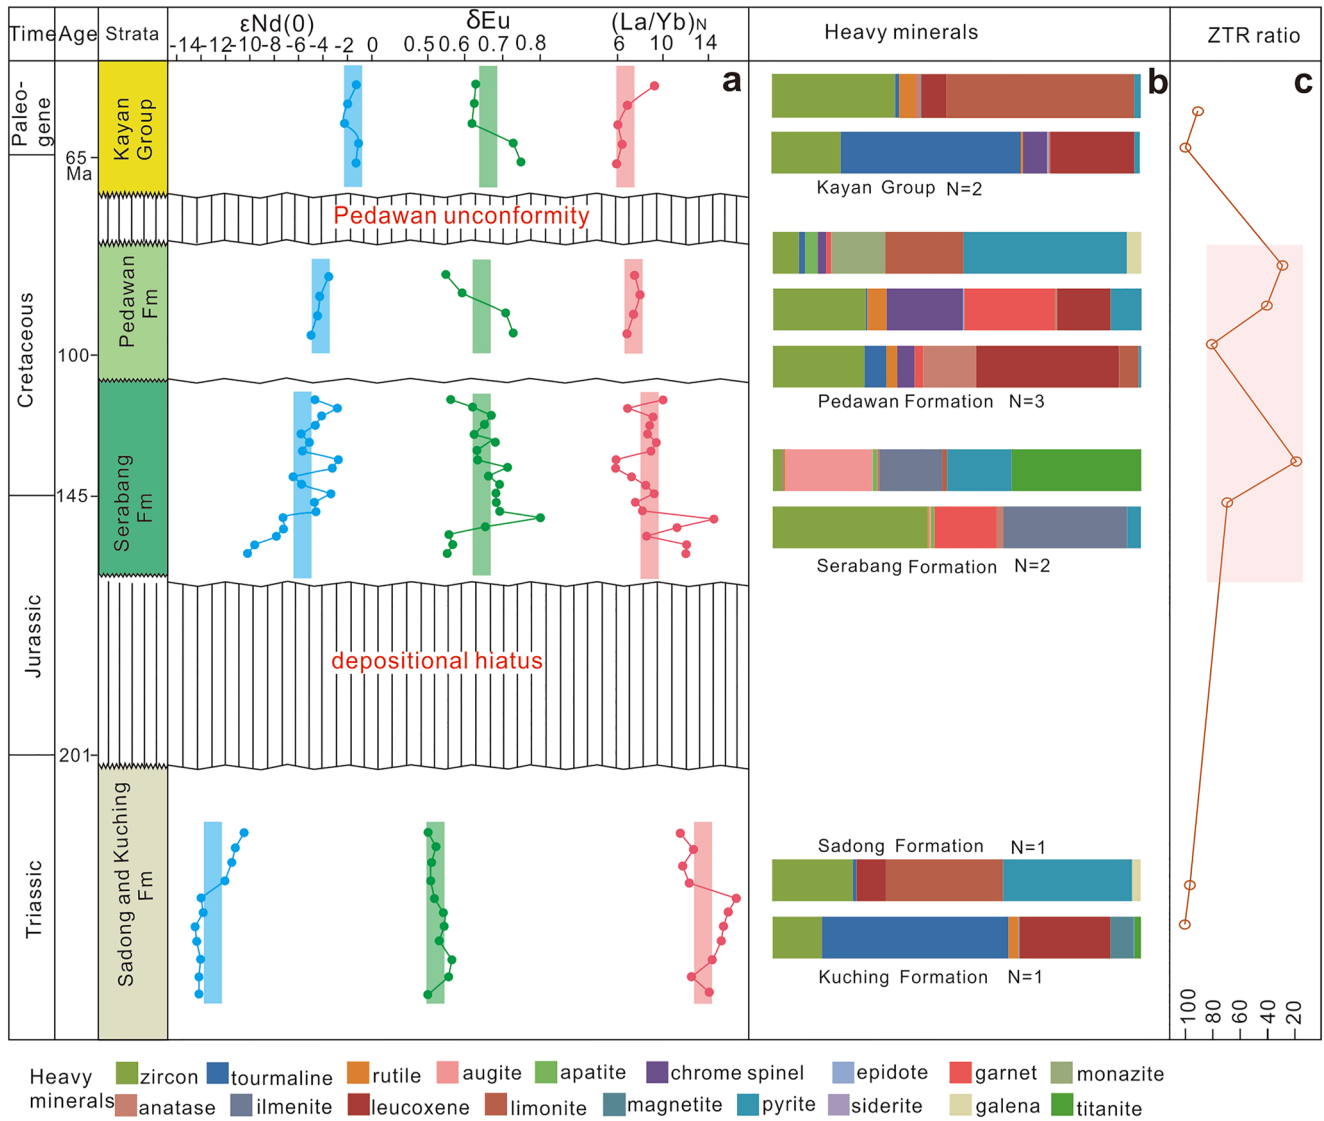 Time Age Strata εNd(0) δEu (La/Yb)N Heavy minerals ZTR ratio
-14 -12 -10 -8 -6 -4 -2 0 0.5 0.6 0.7 0.8 6 10 14
0.50
a b c
Paleo-
gene
65
Ma
Kayan
Group
Kayan Group N=2
Pedawan unconformity
Cretaceous
Pedawan
Fm
100
Pedawan Formation N=3
Serabang
Fm
145
Serabang Formation N=2
Jurassic
depositional hiatus
201
Triassic
Sadong and Kuching
Fm
Sadong Formation N=1
Kuching Formation N=1
100 80 60 40 20
Heavy
minerals
zircon tourmaline rutile augite apatite chrome spinel epidote garnet monazite
anatase ilmenite leucoxene limonite magnetite pyrite siderite galena titanite